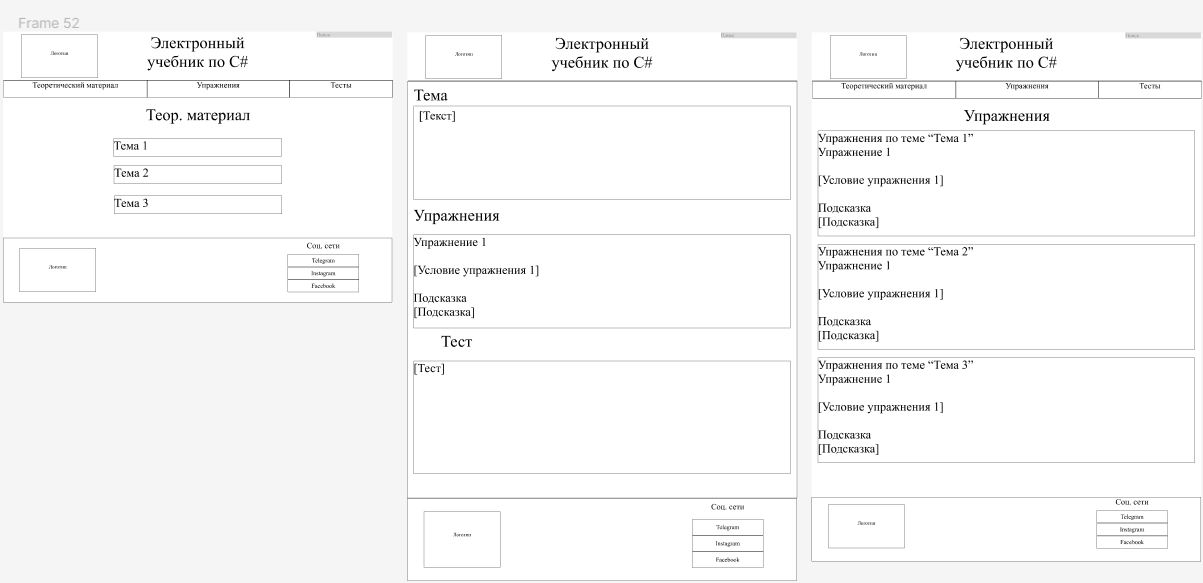 Frame 52
Логотип
Электронный
учебник по C#
Поиск
Теоретический материал
Упражнения
Тесты
Теор. материал
Тема 1
Тема 2
Тема 3
Логотип
Соц. сети
Telegram
Instagram
Facebook
Логотип
Электронный
учебник по C#
Поиск
Тема
[Текст]
Упражнения
Упражнение 1
[Условие упражнения 1]
Подсказка
[Подсказка]
Тест
[Тест]
Логотип
Соц. сети
Telegram
Instagram
Facebook
Логотип
Электронный
учебник по C#
Поиск
Теоретический материал
Упражнения
Тесты
Упражнения
Упражнения по теме “Тема 1”
Упражнение 1
[Условие упражнения 1]
Подсказка
[Подсказка]
Упражнения по теме “Тема 2”
Упражнение 1
[Условие упражнения 1]
Подсказка
[Подсказка]
Упражнения по теме “Тема 3”
Упражнение 1
[Условие упражнения 1]
Подсказка
[Подсказка]
Логотип
Соц. сети
Telegram
Instagram
Facebook